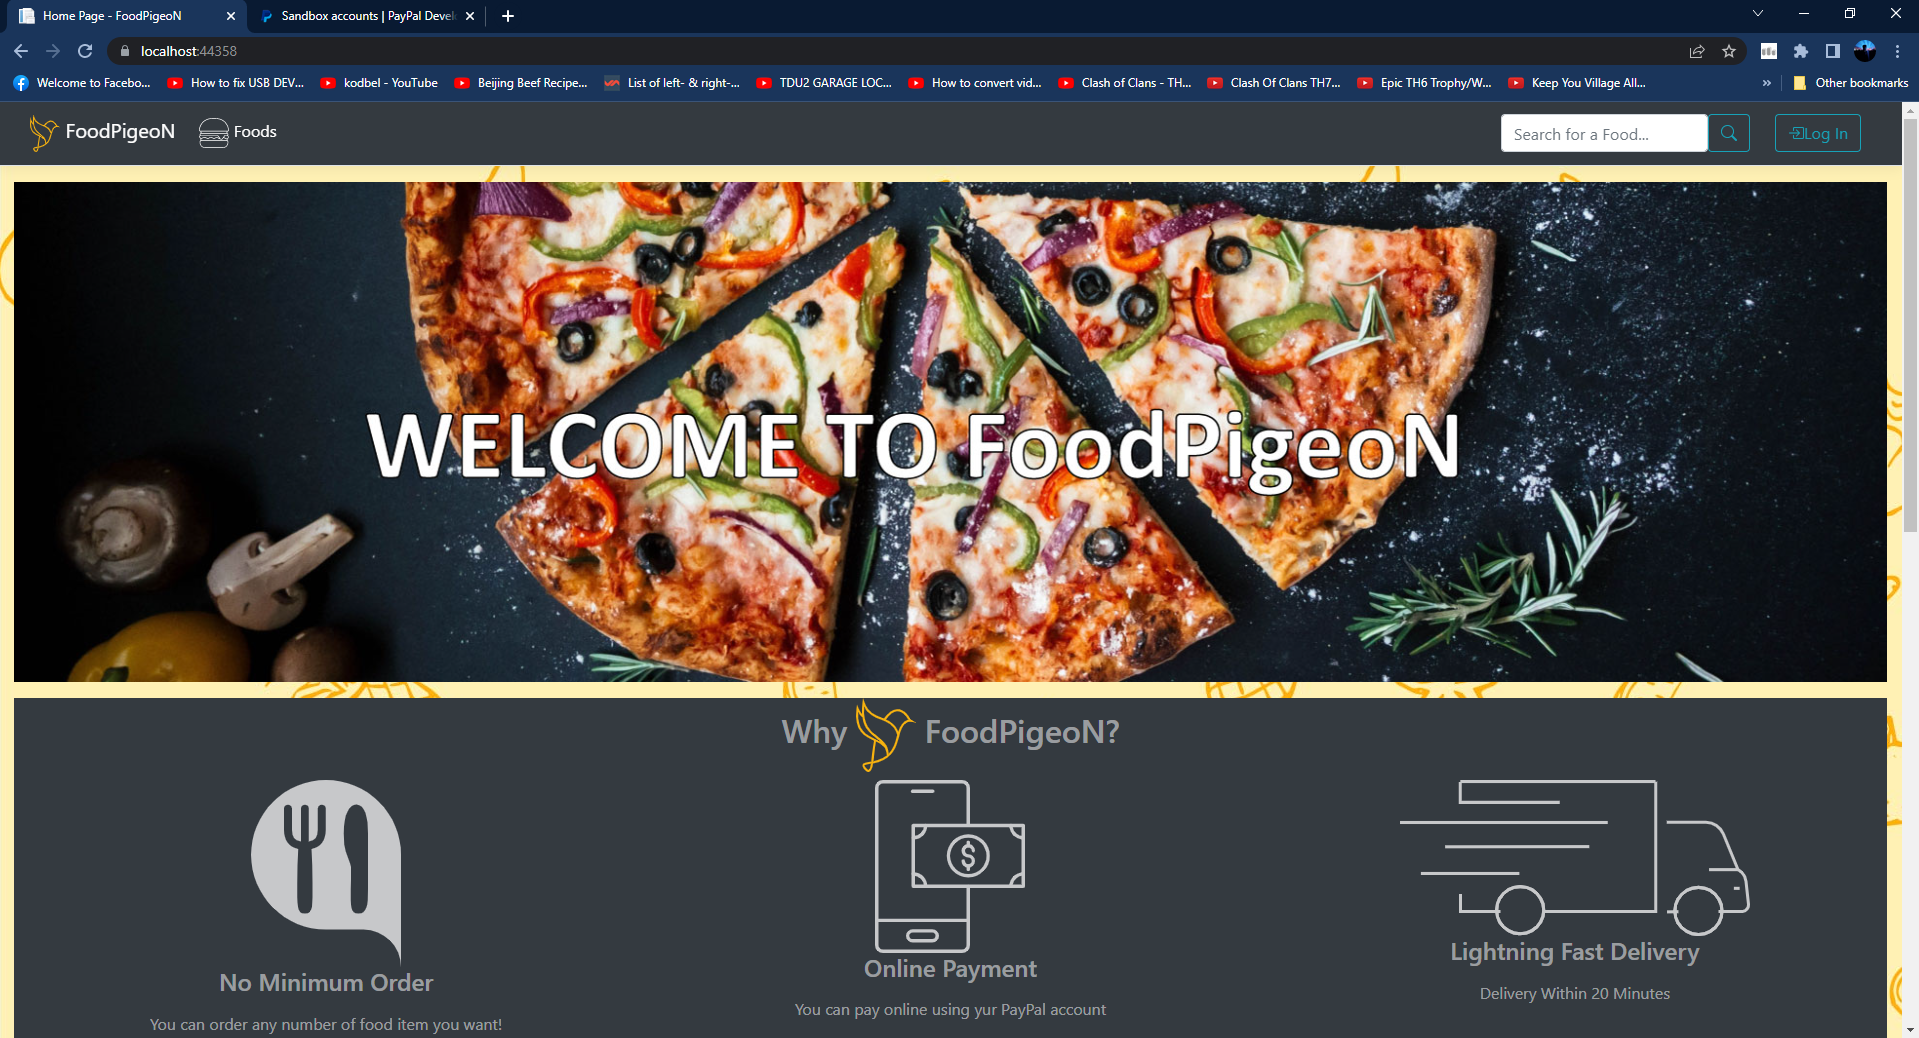 Home Page - FoodPigeoN
Sandbox accounts | PayPal Devel
localhost:44358
Welcome to Facebo...
How to fix USB DEV...
kodbel - YouTube
Beijing Beef Recipe...
List of left- & right-...
TDU2 GARAGE LOC...
How to convert vid...
Clash of Clans - TH...
Clash Of Clans TH7...
Epic TH6 Trophy/W...
Keep You Village All...
»
Other bookmarks
FoodPigeoN
Foods
Search for a Food...
Log In
WELCOME TO FoodPigeoN
Why FoodPigeoN?
$
No Minimum Order
You can order any number of food item you want!
Online Payment
You can pay online using yur PayPal account
Lightning Fast Delivery
Delivery Within 20 Minutes